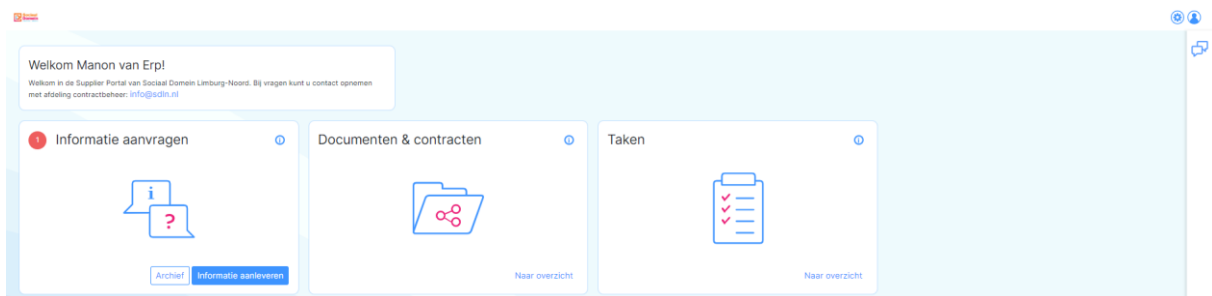 Sociaal
Domein
Welkom Manon van Erp!
Welkom in de Supplier Portal van Sociaal Domein Limburg-Noord. Bij vragen kunt u contact opnemen
met afdeling contractbeheer: info@sdln.nl
1 Informatie aanvragen
i
?
Archief Informatie aanleveren
Documenten & contracten
Naar overzicht
Taken
Naar overzicht